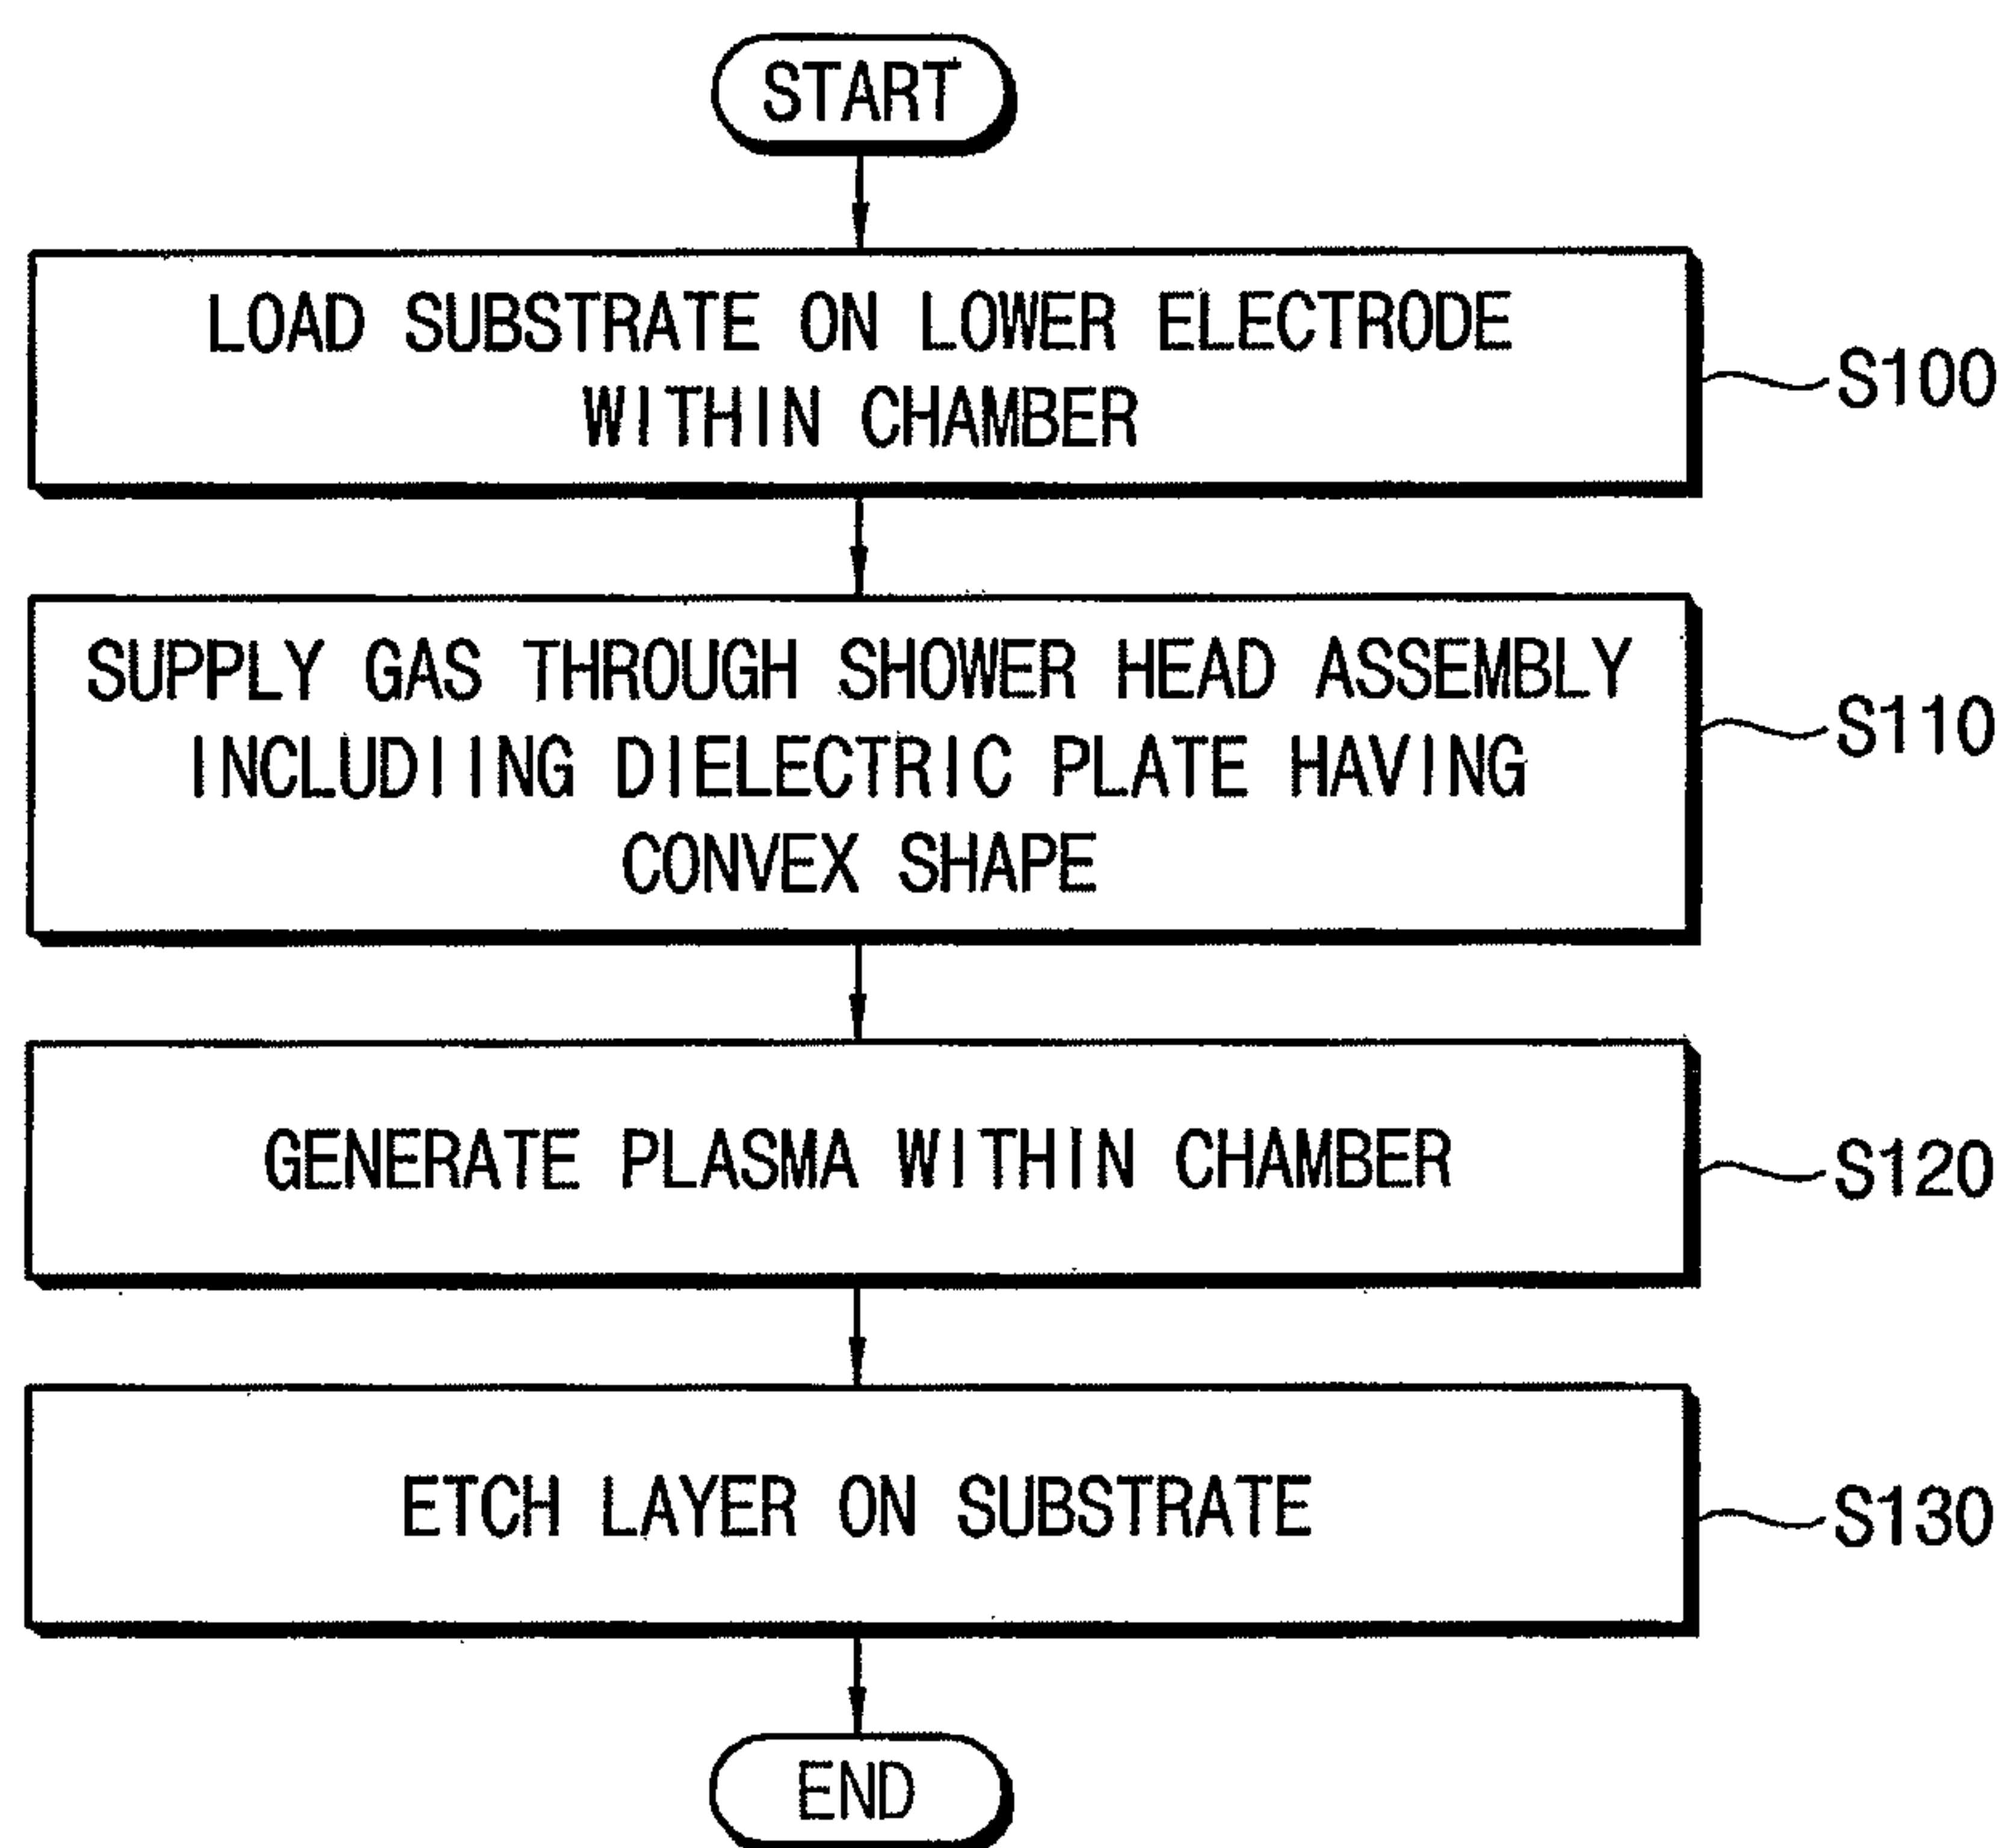 START
LOAD SUBSTRATE ON LOWER ELECTRODE
WITHIN CHAMBER
S100
SUPPLY GAS THROUGH SHOWER HEAD ASSEMBLY
INCLUDIING DIELECTRIC PLATE HAVING
CONVEX SHAPE
S110
GENERATE PLASMA WITHIN CHAMBER
S120
ETCH LAYER ON SUBSTRATE
S130
END